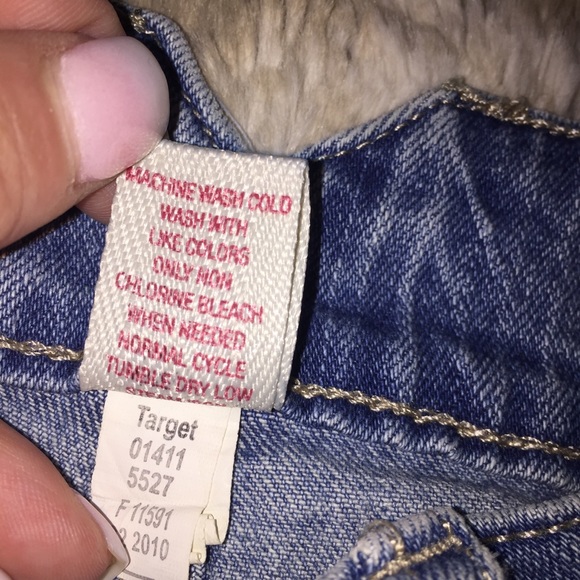 MACHINE WASH COLD
WASH WITH
LIKE COLORS
ONLY NON
CHLORINE BLEACH
WHEN NEEDED
NORMAL CYCLE
TUMBLE DRY LOW
Target
01411
5527
F 11591
2010